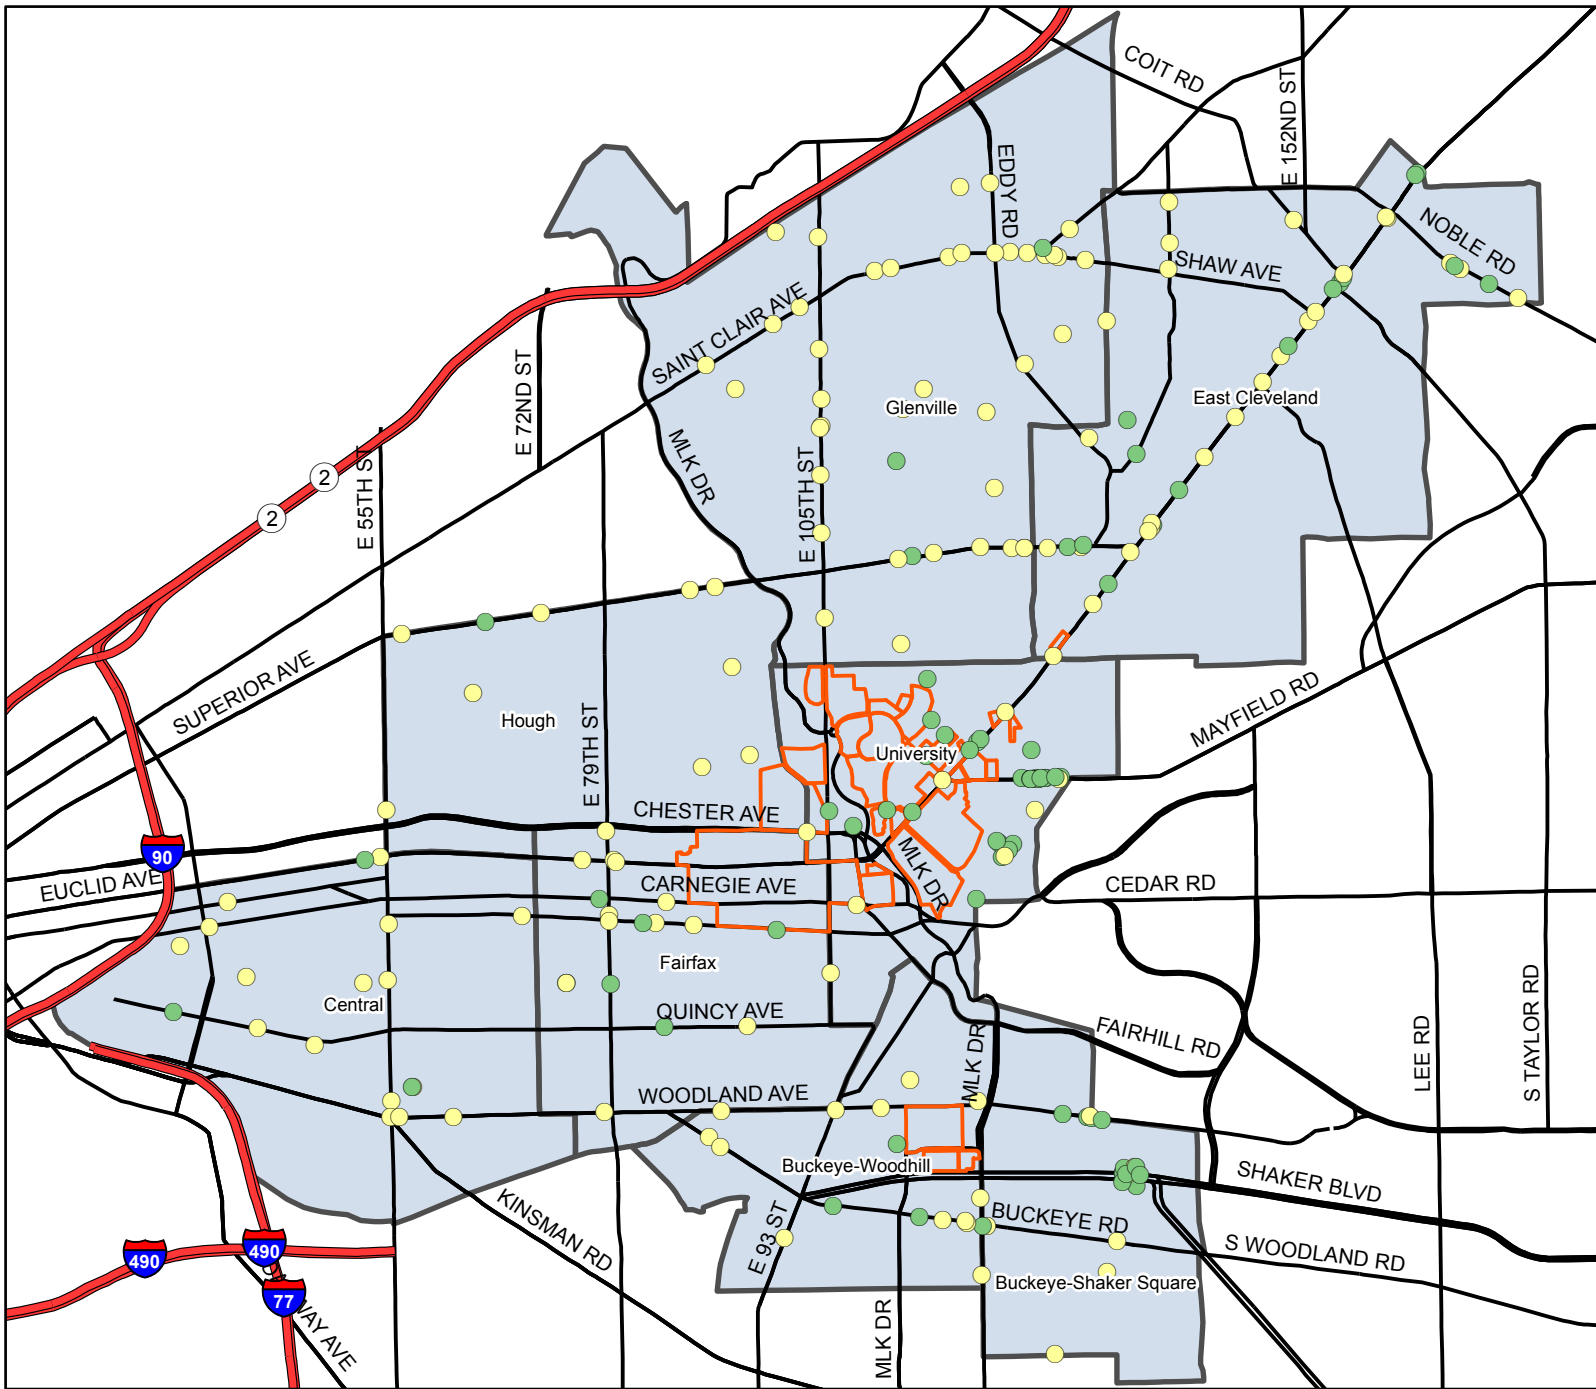 COIT RD
E 152ND ST
EDDY RD
NOBLE RD
SHAW AVE
SAINT CLAIR AVE
E 72ND ST
Glenville
East Cleveland
MLK DR
E 105TH ST
E 55TH ST
2
2
SUPERIOR AVE
Hough
E 79TH ST
MAYFIELD RD
University
CHESTER AVE
90
EUCLID AVE
CARNEGIE AVE
MLK DR
CEDAR RD
Fairfax
Central
QUINCY AVE
FAIRHILL RD
MLK DR
LEE RD
S TAYLOR RD
WOODLAND AVE
Buckeye-Woodhill
SHAKER BLVD
KINSMAN RD
BUCKEYE RD
E 93 ST
S WOODLAND RD
490
490
Buckeye-Shaker Square
77
WAY AVE
MLK DR